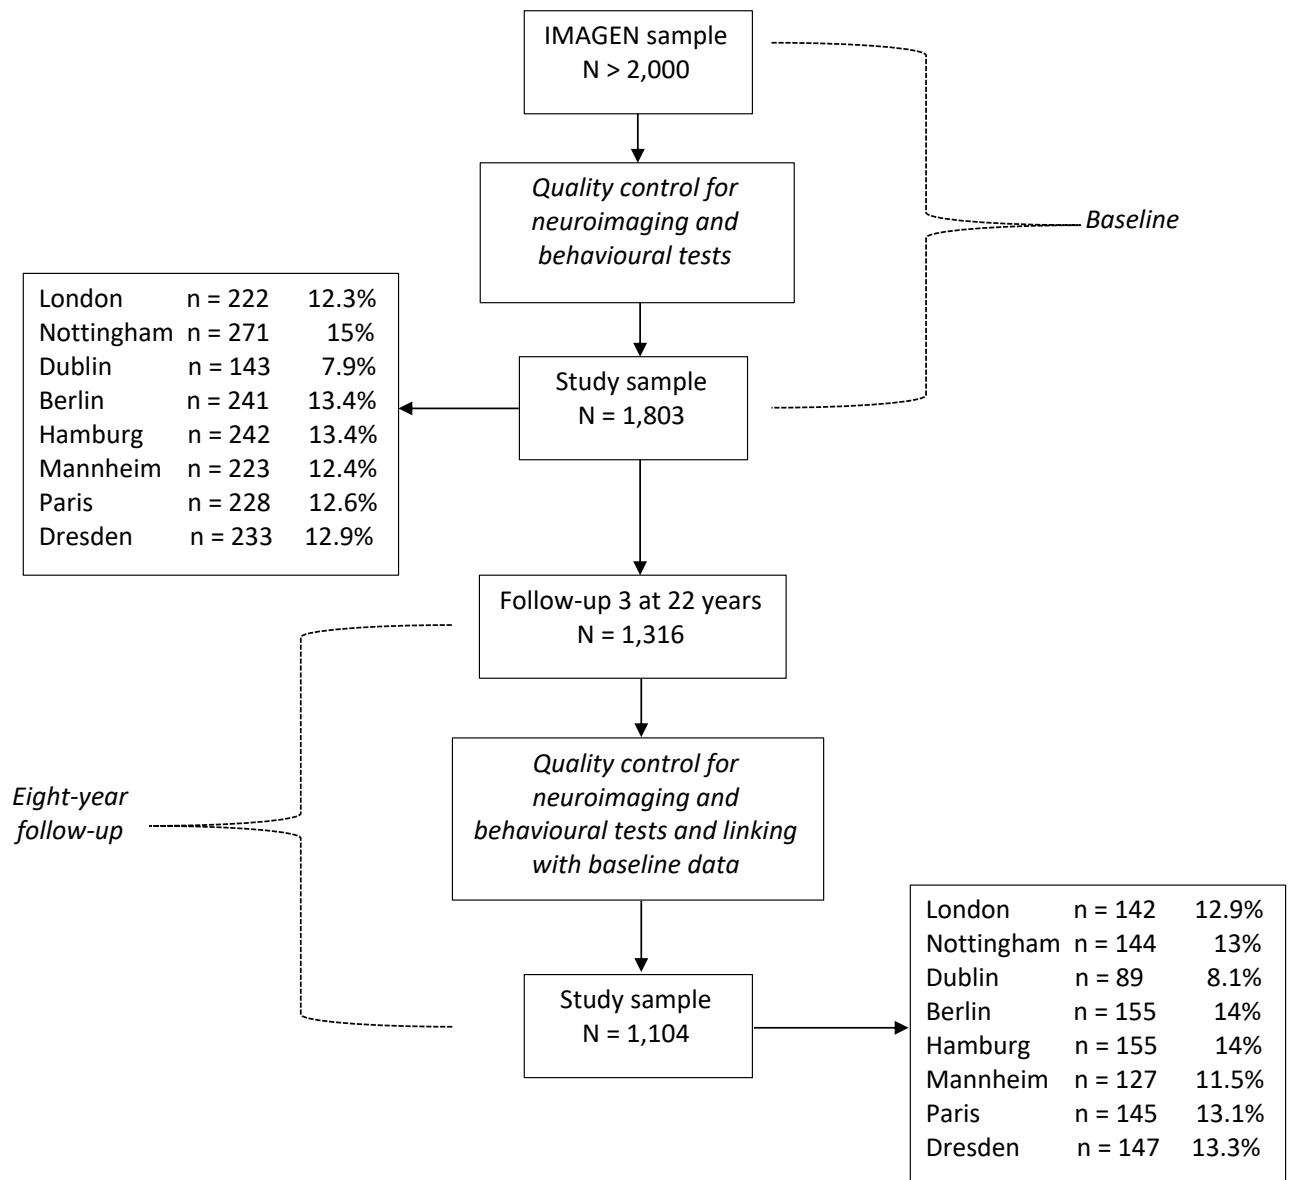 IMAGEN sample
N > 2,000
Quality control for
neuroimaging and
behavioural tests
Baseline
London n = 222 12.3%
Nottingham n = 271 15%
Dublin n = 143 7.9%
Berlin n = 241 13.4%
Hamburg n = 242 13.4%
Mannheim n = 223 12.4%
Paris n = 228 12.6%
Dresden n = 233 12.9%
Study sample
N = 1,803
Follow-up 3 at 22 years
N = 1,316
Eight-year
follow-up
Quality control for
neuroimaging and
behavioural tests and linking
with baseline data
Study sample
N = 1,104
London n = 142 12.9%
Nottingham n = 144 13%
Dublin n = 89 8.1%
Berlin n = 155 14%
Hamburg n = 155 14%
Mannheim n = 127 11.5%
Paris n = 145 13.1%
Dresden n = 147 13.3%